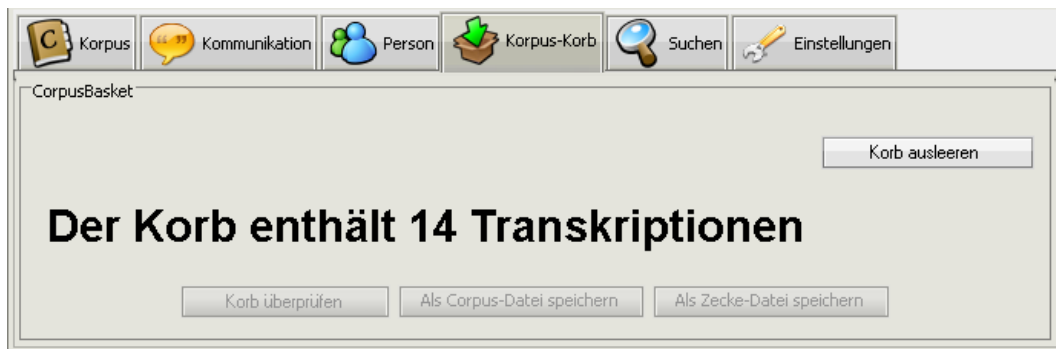 Korpus Kommunikation Person Korpus-Korb Suchen Einstellungen
CorpusBasket
Korb ausleeren
Der Korb enthält 14 Transkriptionen
Korb überprüfen Als Corpus-Datei speichern Als Zecke-Datei speichern